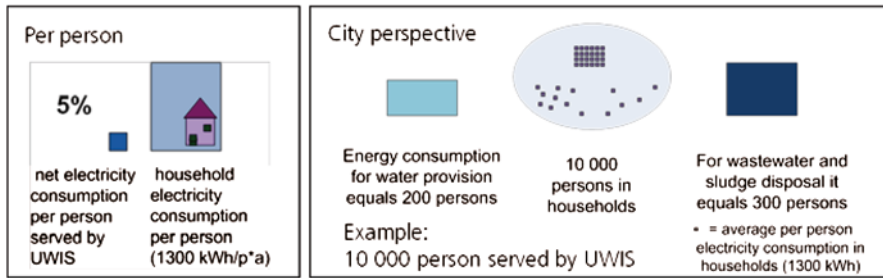 Per person
5%
net electricity
consumption
per person
served by
UWIS
household
electricity
consumption
per person
(1300 kWh/p*a)
City perspective
Energy consumption
for water provision
equals 200 persons
10 000
persons in
households
For wastewater and
sludge disposal it
equals 300 persons
Example:
10 000 person served by UWIS
▪ = average per person
electricity consumption in
households (1300 kWh)